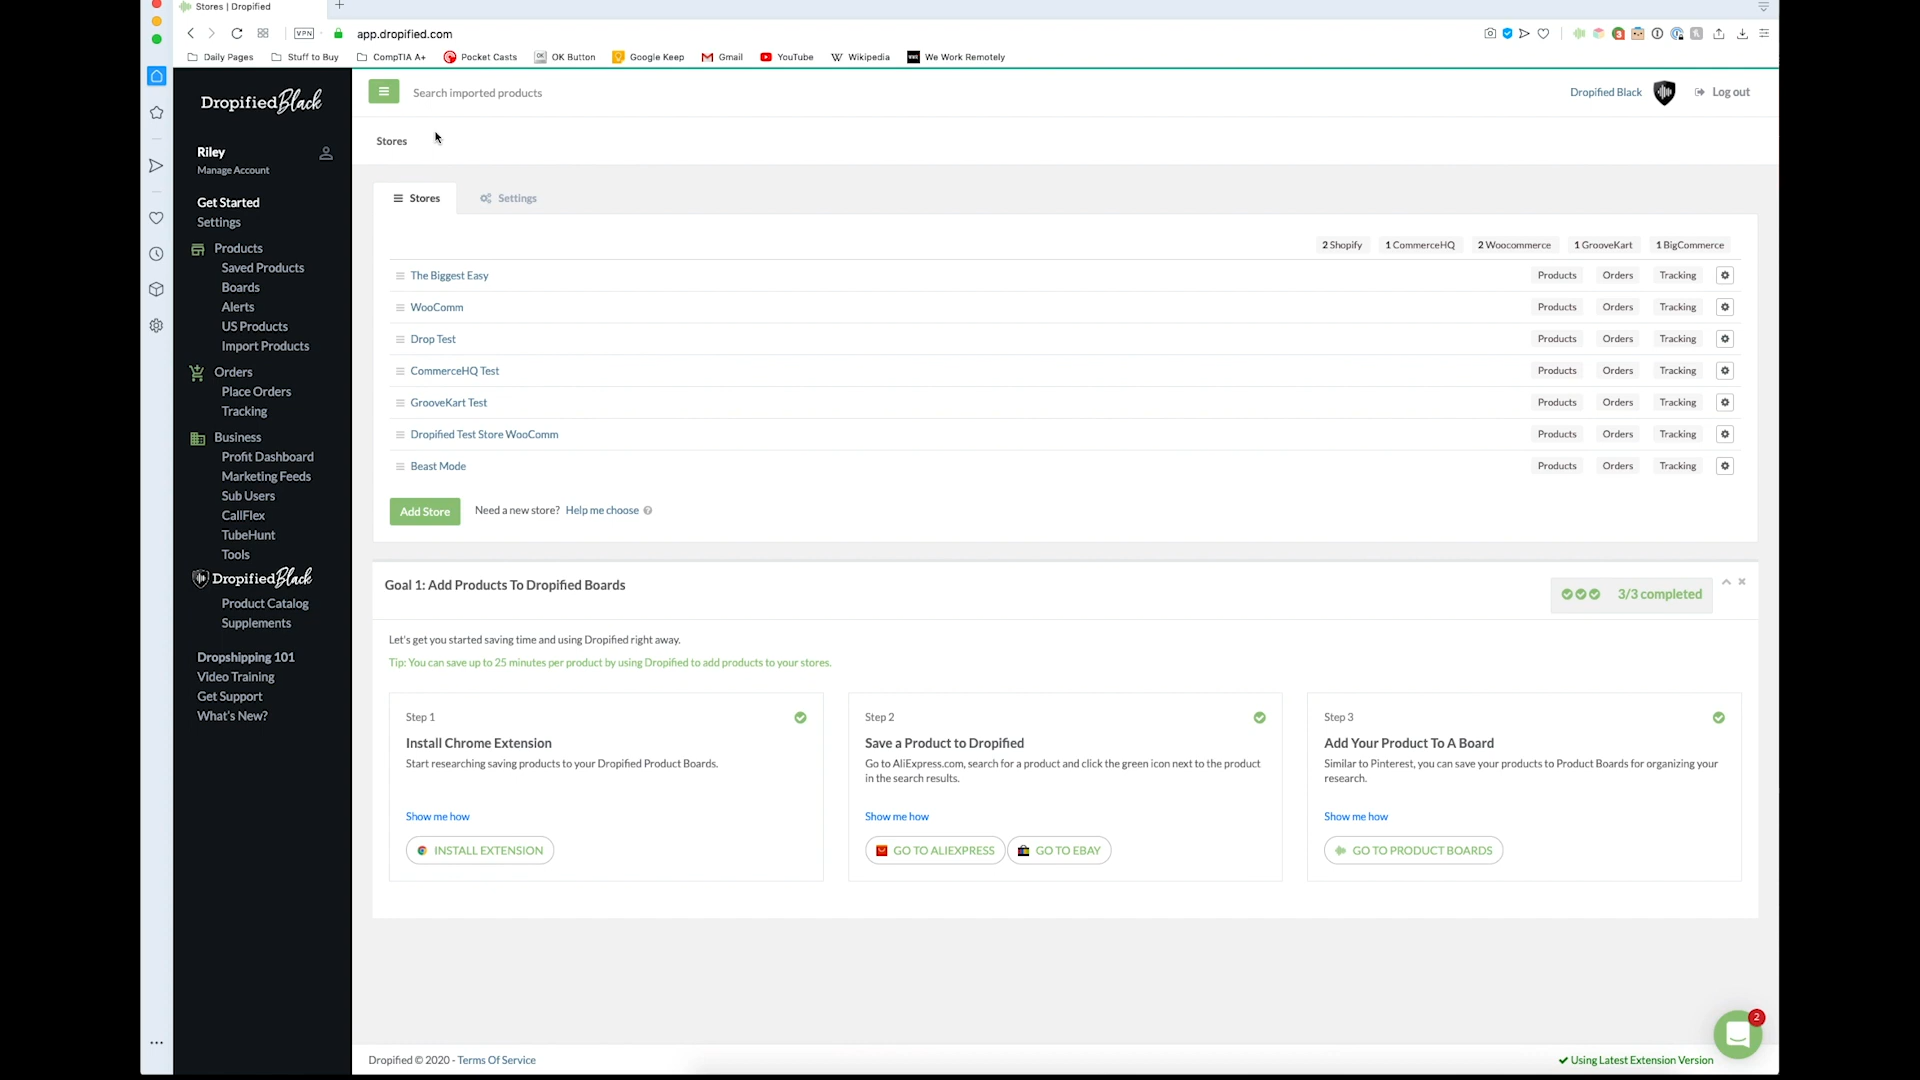 Stores | Dropified
VPN
app.dropified.com
Daily Pages
Stuff to Buy
CompTIA A+
Pocket Casts
OK Button
Google Keep
Gmail
YouTube
Wikipedia
We Work Remotely
DropifiedBlack
Search imported products
Dropified Black
Log out
Stores
Riley
Manage Account
Get Started
Settings
Products
Saved Products
Boards
Alerts
US Products
Import Products
Orders
Place Orders
Tracking
Business
Profit Dashboard
Marketing Feeds
Sub Users
CallFlex
TubeHunt
Tools
DropifiedBlack
Product Catalog
Supplements
Dropshipping 101
Video Training
Get Support
What's New?
Stores
Settings
2 Shopify
1 CommerceHQ
2 Woocommerce
1 GrooveKart
1 BigCommerce
The Biggest Easy Products Orders Tracking
WooComm Products Orders Tracking
Drop Test Products Orders Tracking
CommerceHQ Test Products Orders Tracking
GrooveKart Test Products Orders Tracking
Dropified Test Store WooComm Products Orders Tracking
Beast Mode Products Orders Tracking
Add Store
Need a new store? Help me choose
Goal 1: Add Products To Dropified Boards
3/3 completed
Let's get you started saving time and using Dropified right away.
Tip: You can save up to 25 minutes per product by using Dropified to add products to your stores.
Step 1
Install Chrome Extension
Start researching saving products to your Dropified Product Boards.
Show me how
INSTALL EXTENSION
Step 2
Save a Product to Dropified
Go to AliExpress.com, search for a product and click the green icon next to the product
in the search results.
Show me how
GO TO ALIEXPRESS
GO TO EBAY
Step 3
Add Your Product To A Board
Similar to Pinterest, you can save your products to Product Boards for organizing your
research.
Show me how
GO TO PRODUCT BOARDS
2
Dropified © 2020 - Terms Of Service
Using Latest Extension Version